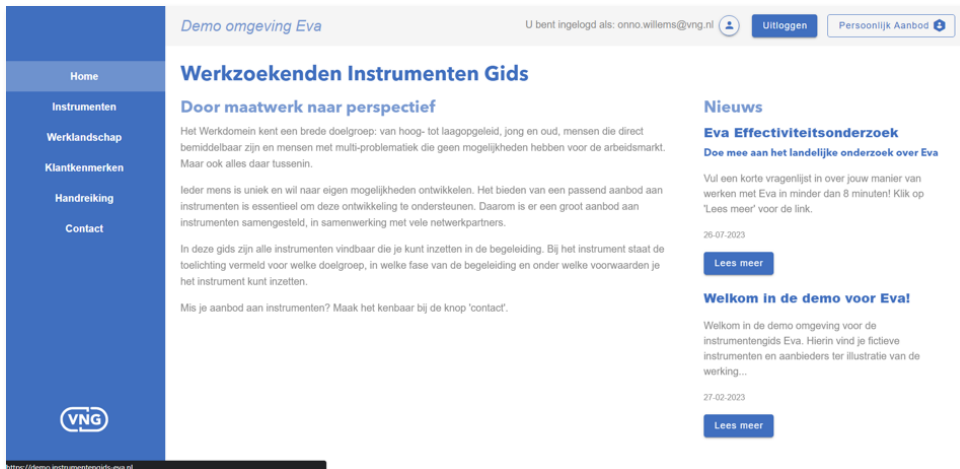 Demo omgeving Eva
U bent ingelogd als: onno.willems@vng.nl
Uitloggen
Persoonlijk Aanbod
Home
Instrumenten
Werklandschap
Klantkenmerken
Handreiking
Contact
VNG
https://demo.instrumentengids-eva.nl
Werkzoekenden Instrumenten Gids
Door maatwerk naar perspectief
Het Werkdomein kent een brede doelgroep: van hoog- tot laagopgeleid, jong en oud, mensen die direct
bemiddelbaar zijn en mensen met multi-problematiek die geen mogelijkheden hebben voor de arbeidsmarkt.
Maar ook alles daar tussenin.
Ieder mens is uniek en wil naar eigen mogelijkheden ontwikkelen. Het bieden van een passend aanbod aan
instrumenten is essentieel om deze ontwikkeling te ondersteunen. Daarom is er een groot aanbod aan
instrumenten samengesteld, in samenwerking met vele netwerkpartners.
In deze gids zijn alle instrumenten vindbaar die je kunt inzetten in de begeleiding. Bij het instrument staat de
toelichting vermeld voor welke doelgroep, in welke fase van de begeleiding en onder welke voorwaarden je
het instrument kunt inzetten.
Mis je aanbod aan instrumenten? Maak het kenbaar bij de knop 'contact'.
Nieuws
Eva Effectiviteitsonderzoek
Doe mee aan het landelijke onderzoek over Eva
Vul een korte vragenlijst in over jouw manier van
werken met Eva in minder dan 8 minuten! Klik op
'Lees meer' voor de link.
26-07-2023
Lees meer
Welkom in de demo voor Eva!
Welkom in de demo omgeving voor de
instrumentengids Eva. Hierin vind je fictieve
instrumenten en aanbieders ter illustratie van de
werking...
27-02-2023
Lees meer